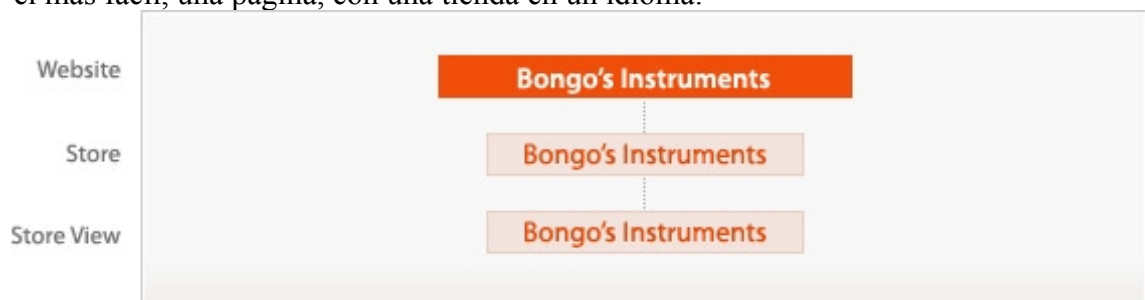 el más fácil, una página, con una tienda en un idioma.
Website
Bongo's Instruments
Store
Bongo's Instruments
Store View
Bongo's Instruments